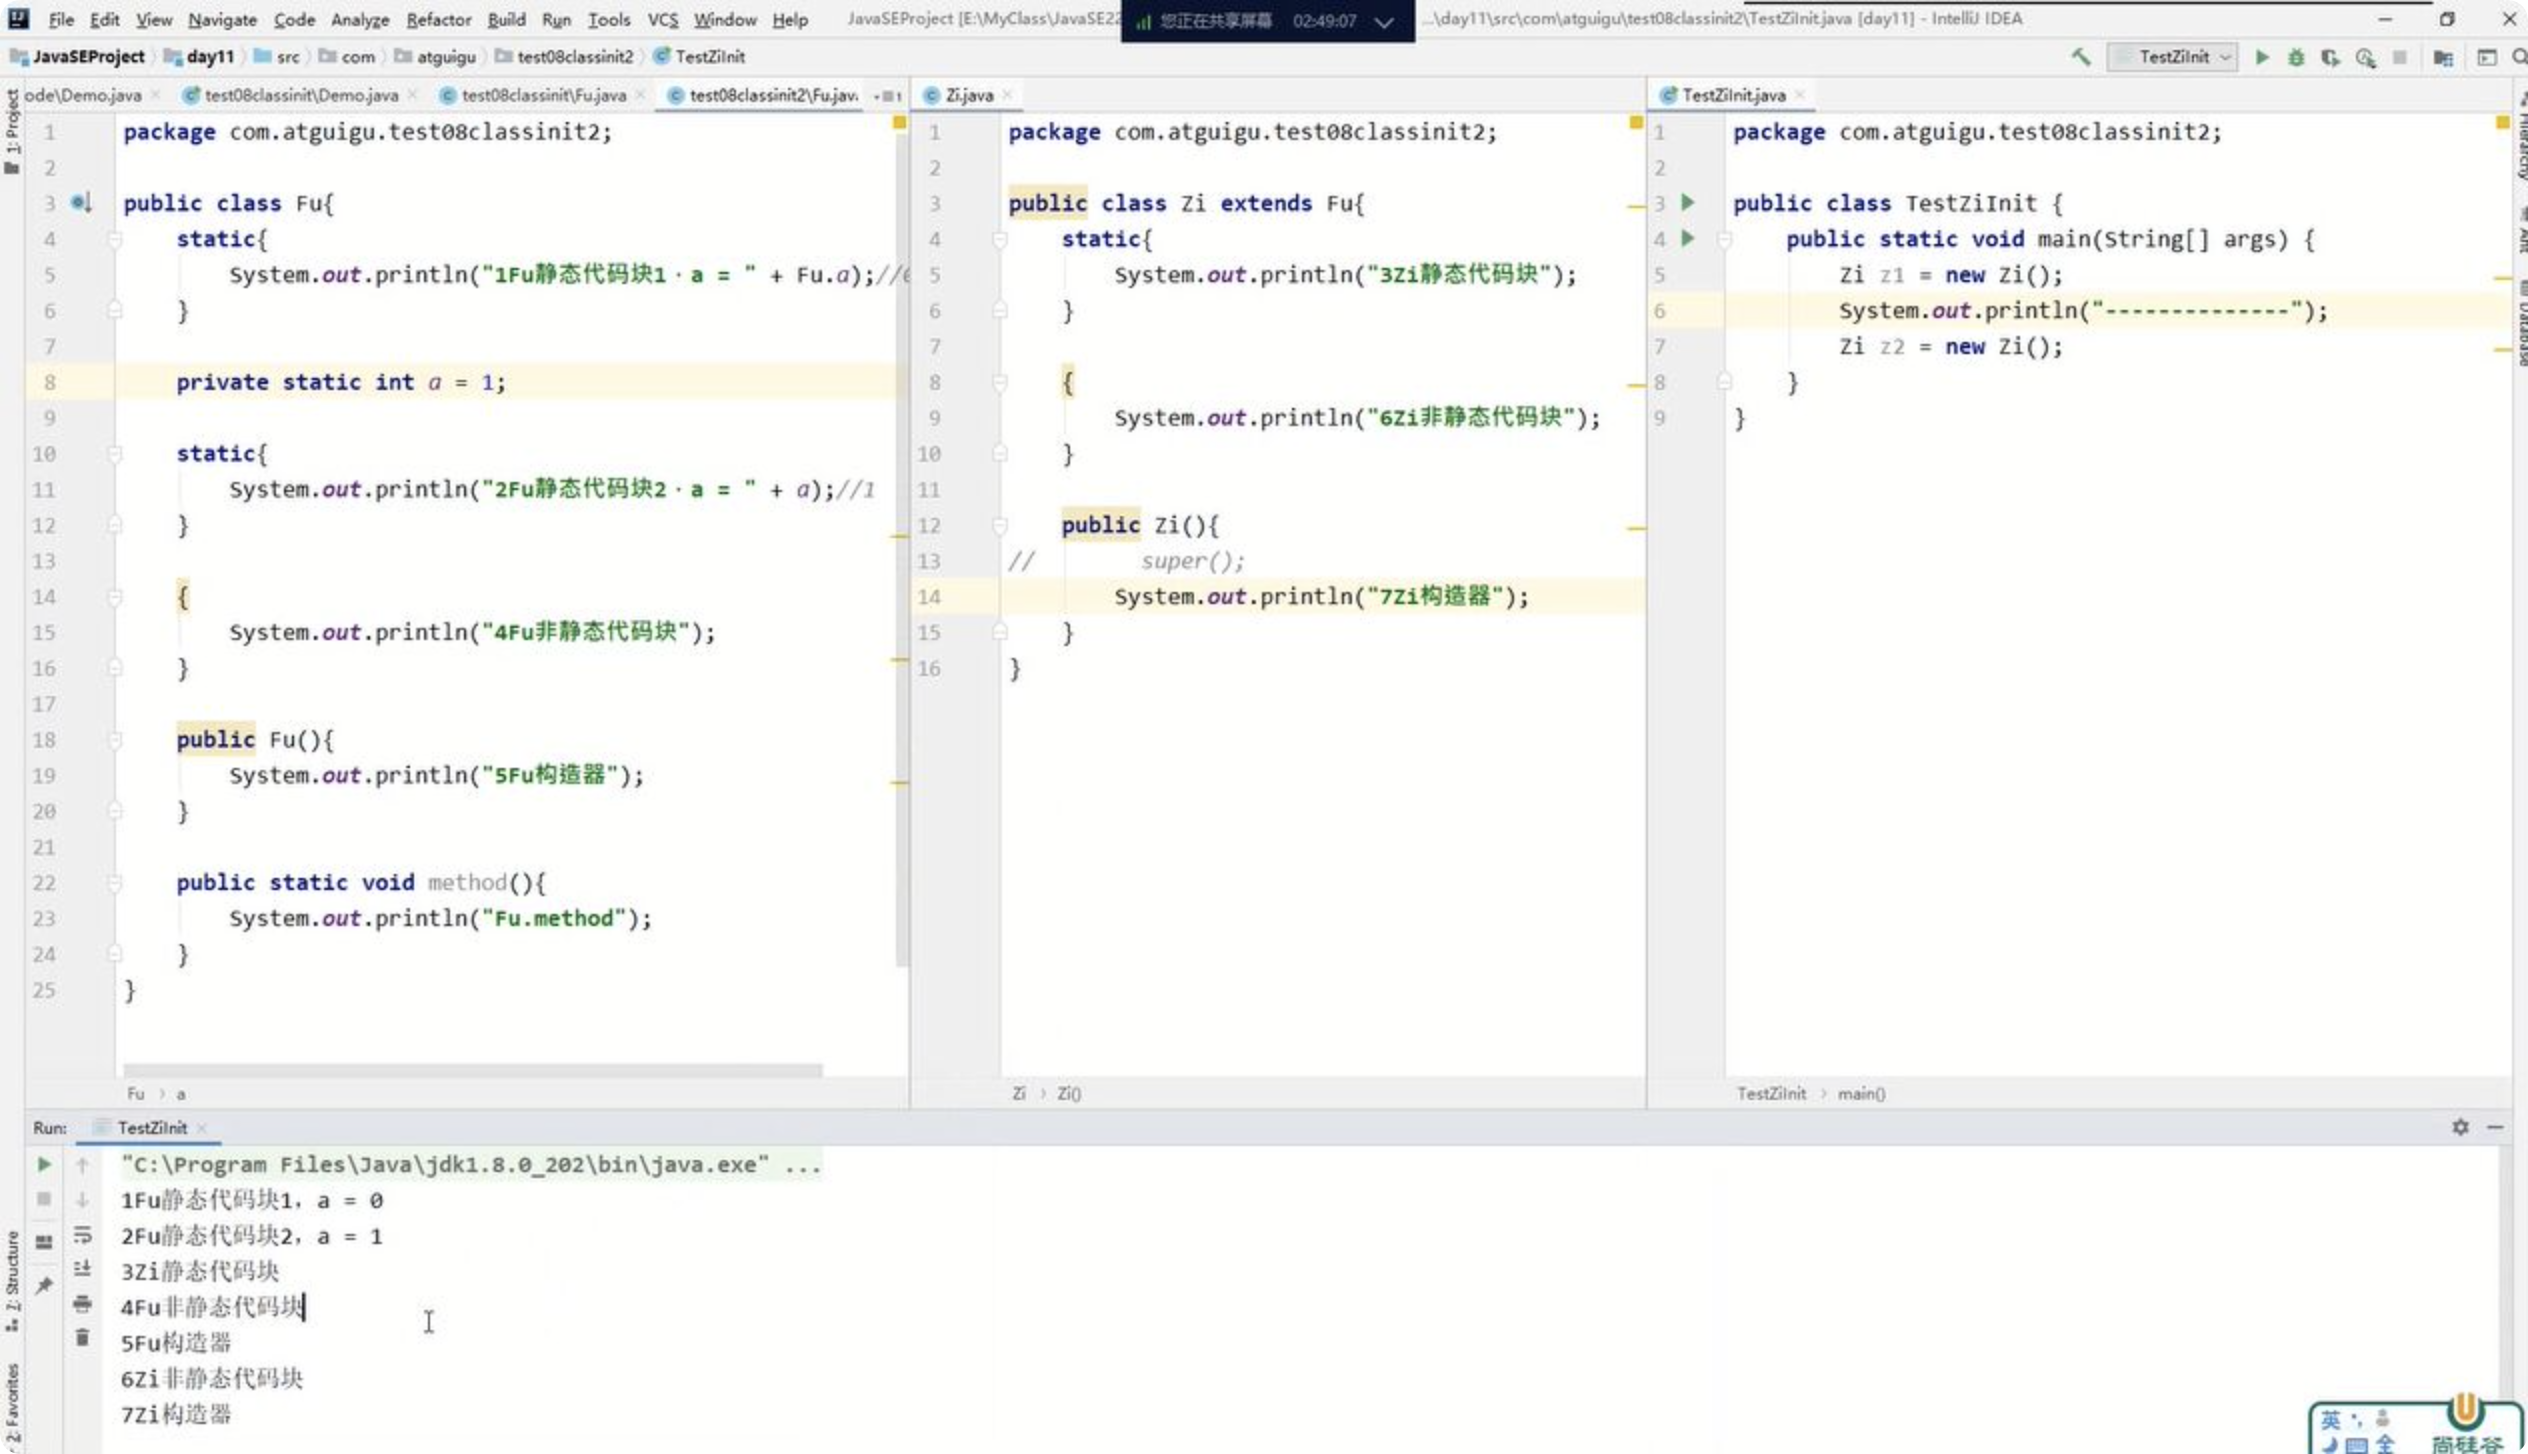 File Edit View Navigate Code Analyze Refactor Build Run Tools VCS Window Help JavaSEProject [E:\MyClass\JavaSE22 您正在共享屏幕 02:49:07 ...\day11\src\com\atguigu\test08classinit2\TestZiInit.java [day11] - IntelliJ IDEA
JavaSEProject day11 src com atguigu test08classinit2 TestZiInit TestZiInit
1: Project
ode\Demo.java test08classinit\Demo.java test08classinit\Fu.java test08classinit2\Fu.jav
1 package com.atguigu.test08classinit2;
2
3 public class Fu{
4 static{
5 System.out.println("1Fu静态代码块1，a = " + Fu.a);//
6 }
7
8 private static int a = 1;
9
10 static{
11 System.out.println("2Fu静态代码块2，a = " + a);//1
12 }
13
14 {
15 System.out.println("4Fu非静态代码块");
16 }
17
18 public Fu(){
19 System.out.println("5Fu构造器");
20 }
21
22 public static void method(){
23 System.out.println("Fu.method");
24 }
25 }
Fu › a
Zi.java
1 package com.atguigu.test08classinit2;
2
3 public class Zi extends Fu{
4 static{
5 System.out.println("3Zi静态代码块");
6 }
7
8 {
9 System.out.println("6Zi非静态代码块");
10 }
11
12 public Zi(){
13 // super();
14 System.out.println("7Zi构造器");
15 }
16 }
Zi › Zi()
TestZiInit.java
1 package com.atguigu.test08classinit2;
2
3 public class TestZiInit {
4 public static void main(String[] args) {
5 Zi z1 = new Zi();
6 System.out.println("--------------");
7 Zi z2 = new Zi();
8 }
9 }
TestZiInit › main()
Ant
Database
Run: TestZiInit
"C:\Program Files\Java\jdk1.8.0_202\bin\java.exe" ...
1Fu静态代码块1，a = 0
2Fu静态代码块2，a = 1
3Zi静态代码块
4Fu非静态代码块
5Fu构造器
6Zi非静态代码块
7Zi构造器
Z: Structure
2: Favorites
英
全
尚硅谷